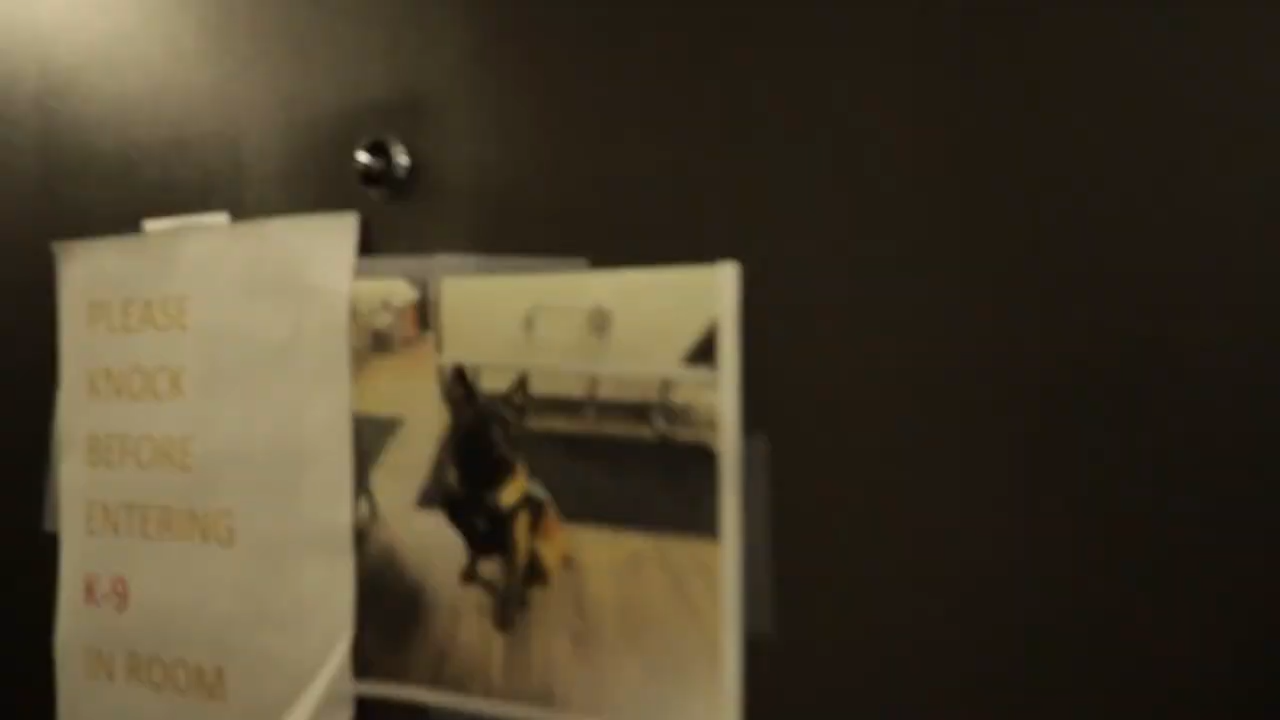 PLEASE
KNOCK
BEFORE
ENTERING
K-9
IN ROOM